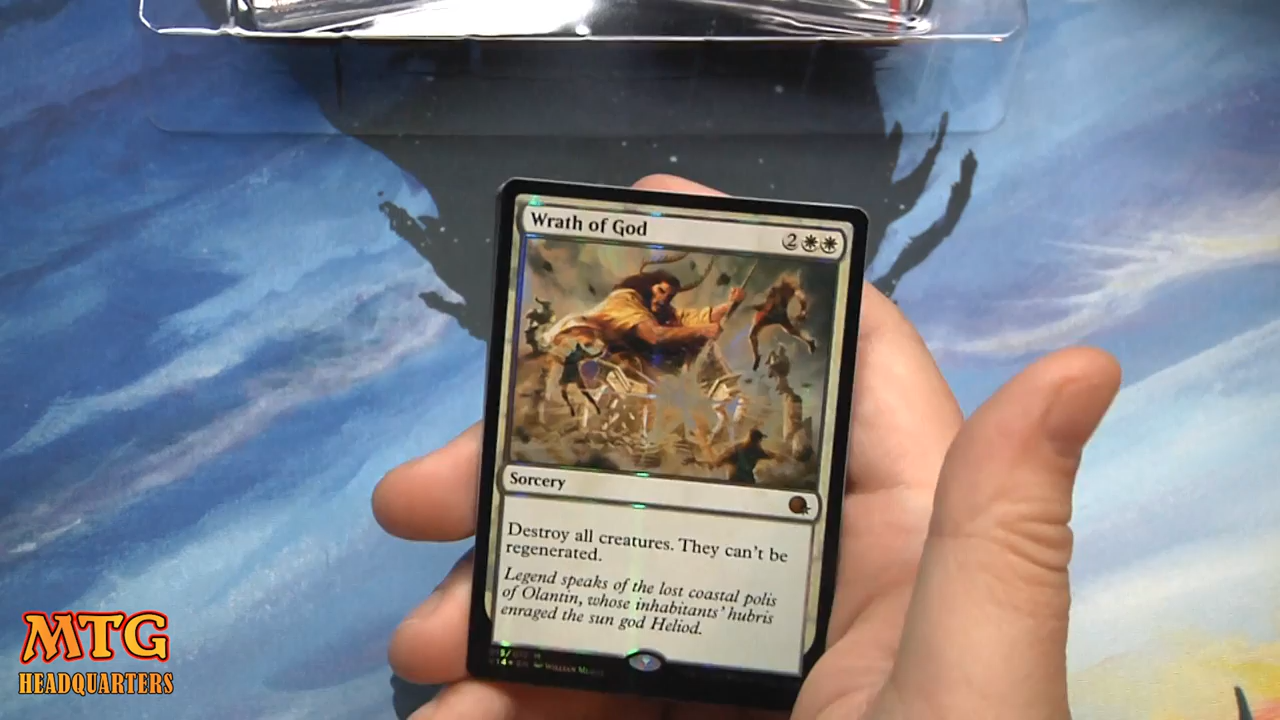 Wrath of God
2
Sorcery
Destroy all creatures. They can't be
regenerated.
Legend speaks of the lost coastal polis
of Olantin, whose inhabitants' hubris
enraged the sun god Heliod.
MTG
HEADQUARTERS